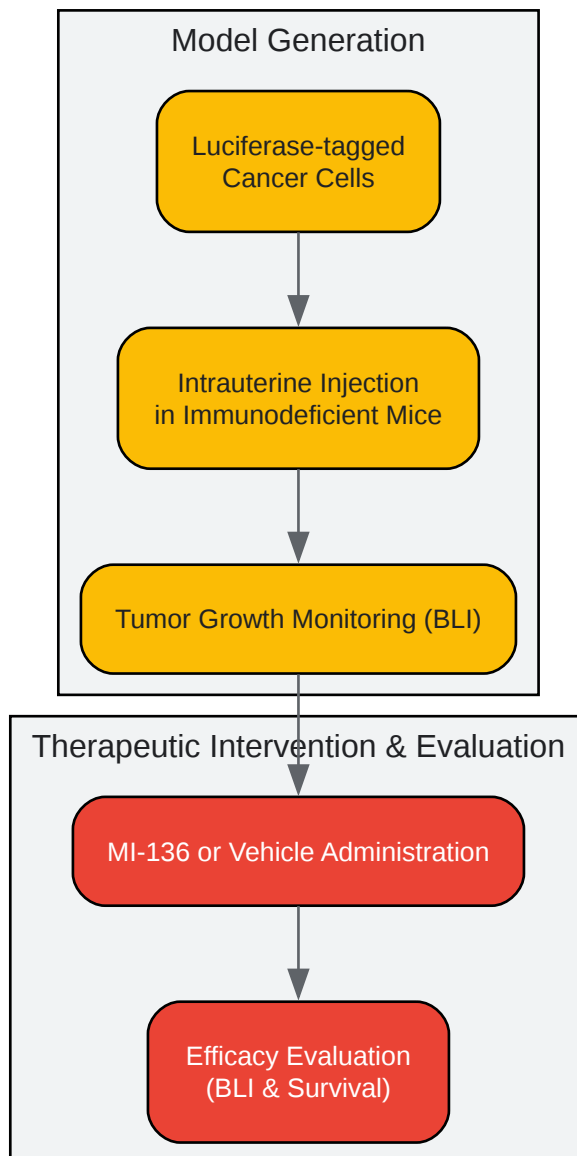 Model Generation
Luciferase-tagged
Cancer Cells
Intrauterine Injection
in Immunodeficient Mice
Tumor Growth Monitoring (BLI)
Therapeutic Intervention & Evaluation
MI-136 or Vehicle Administration
Efficacy Evaluation
(BLI & Survival)